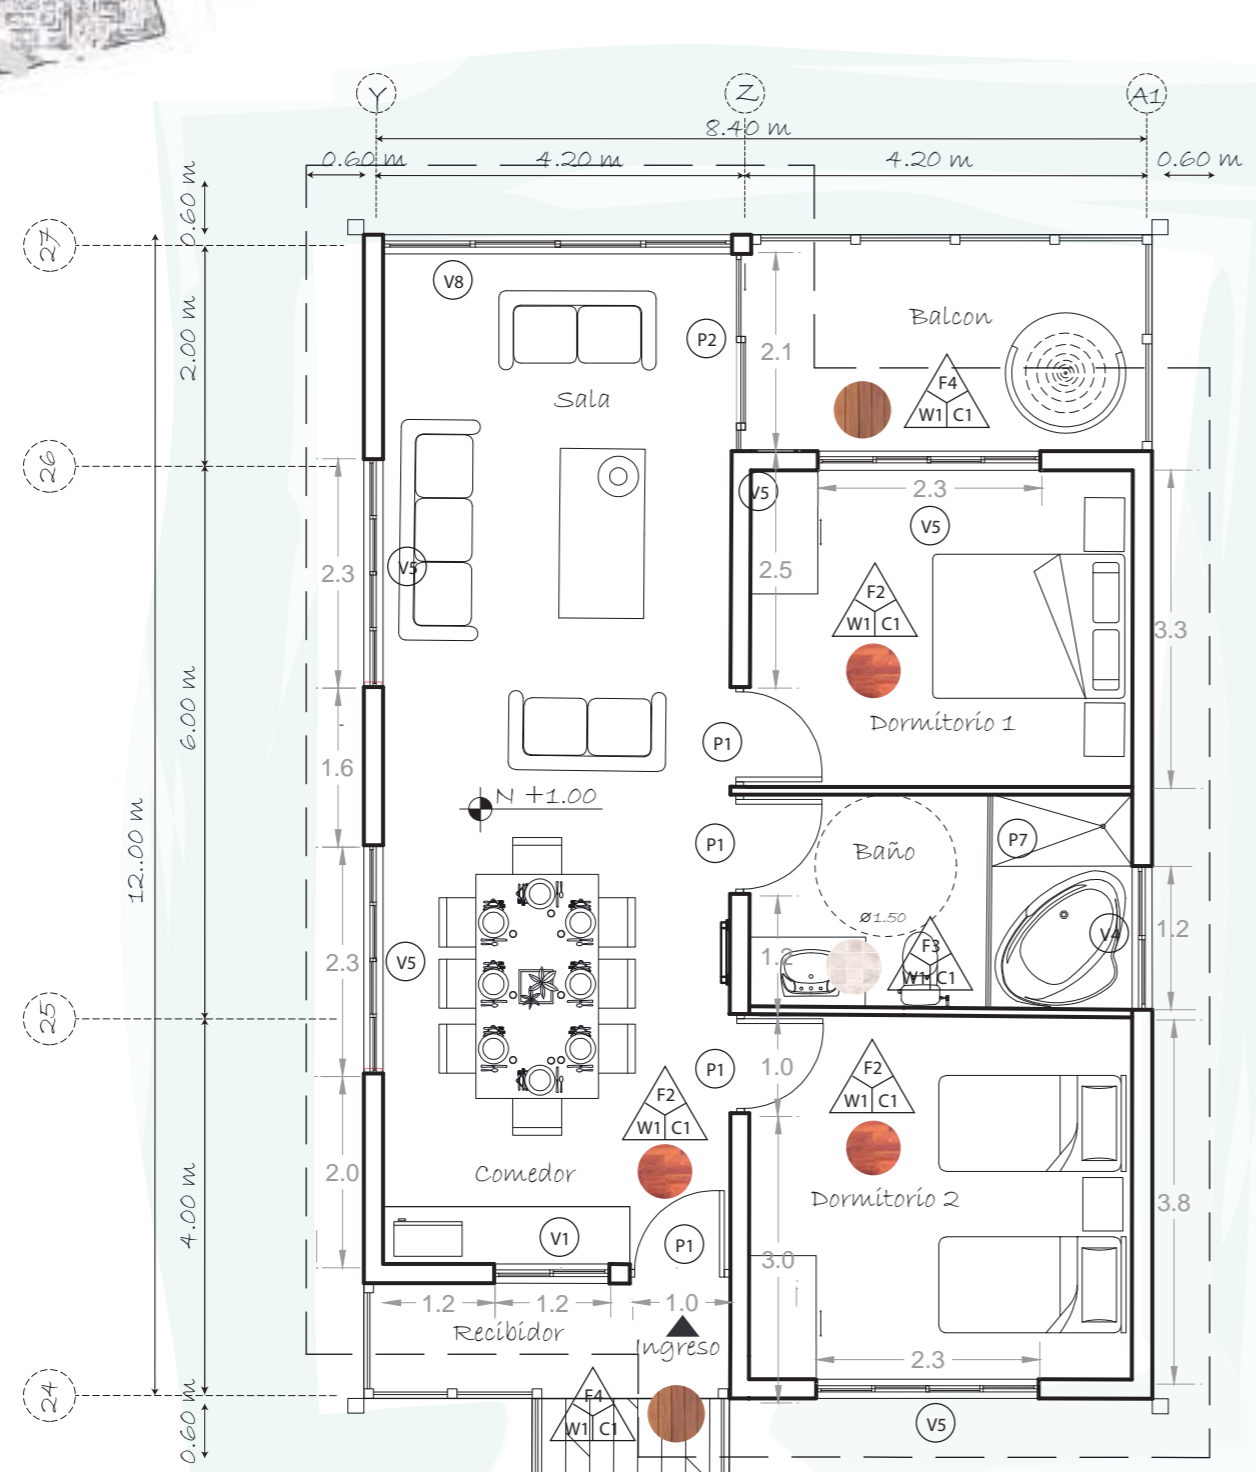 Y
Z
A1
8.40 m
0.60 m
4.20 m
4.20 m
0.60 m
0.60 m
27
V8
2.00 m
P2
2.1
Balcon
F4
W1 C1
Sala
26
V5
2.3
V5
2.3
V5
2.5
F2
W1 C1
3.3
6.00 m
Dormitorio 1
P1
1.6
N +1.00
P1
Baño
P7
12..00 m
ø1.50
1.2
F3
W1 C1
V4
1.2
2.3
V5
25
P1
1.0
F2
W1 C1
F2
W1 C1
2.0
Comedor
Dormitorio 2
3.8
4.00 m
V1
P1
3.0
1.2
1.2
1.0
Recibidor
Ingreso
2.3
24
F4
W1 C1
V5
0.60 m